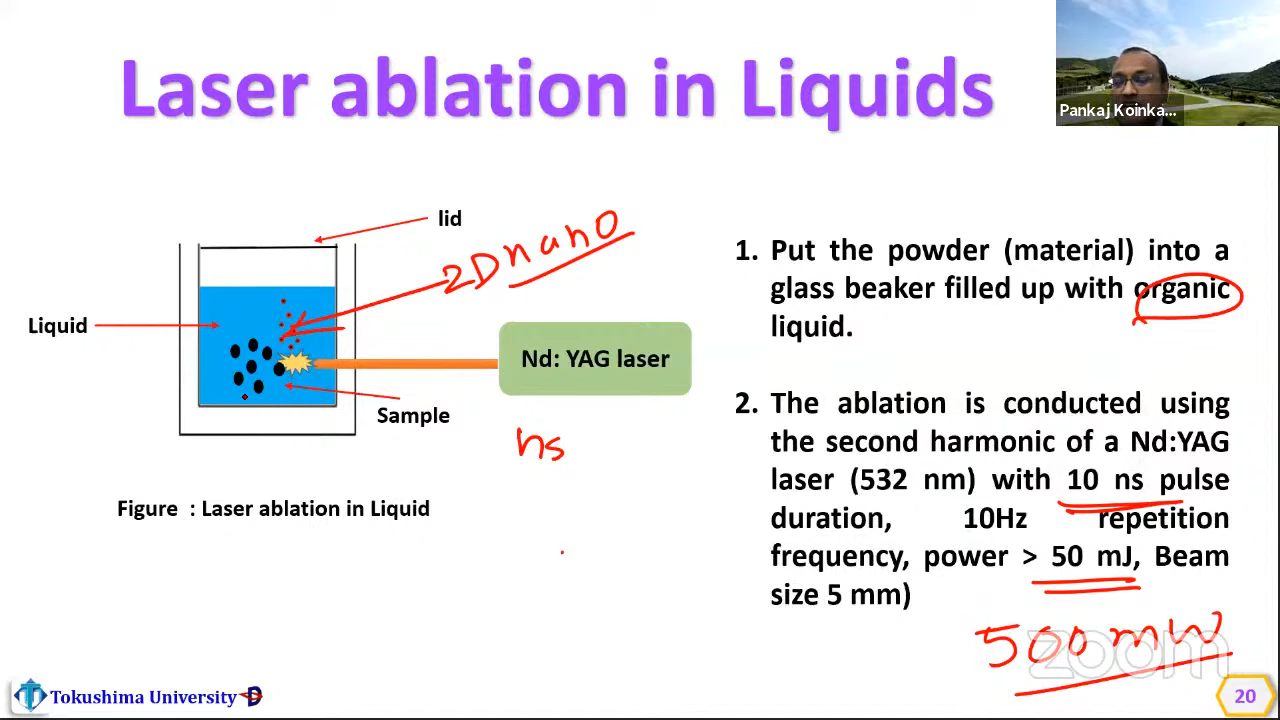 Laser ablation in Liquids
Pankaj Koinka...
lid
2D nano
Liquid
Nd: YAG laser
Sample
ns
Figure : Laser ablation in Liquid
1. Put the powder (material) into a
glass beaker filled up with organic
liquid.
2. The ablation is conducted using
the second harmonic of a Nd:YAG
laser (532 nm) with 10 ns pulse
duration, 10Hz repetition
frequency, power > 50 mJ, Beam
size 5 mm)
500 mW
zoom
Tokushima University
20